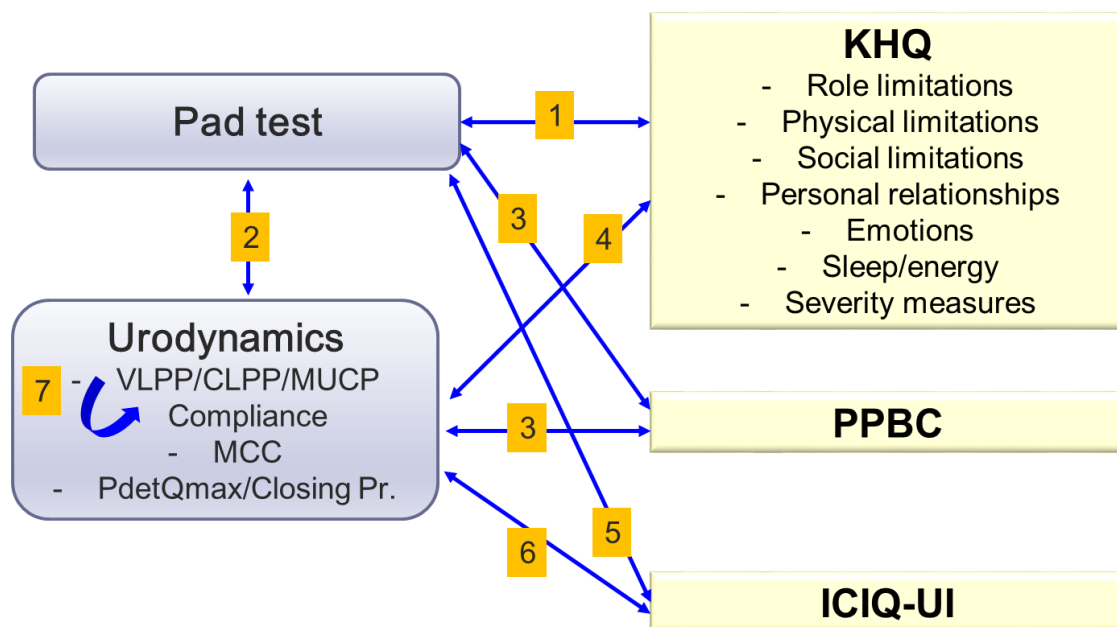 Pad test
1
2
3
4
Urodynamics
7
- VLPP/CLPP/MUCP
Compliance
- MCC
- PdetQmax/Closing Pr.
3
5
6
KHQ
- Role limitations
- Physical limitations
- Social limitations
- Personal relationships
- Emotions
- Sleep/energy
- Severity measures
PPBC
ICIQ-UI